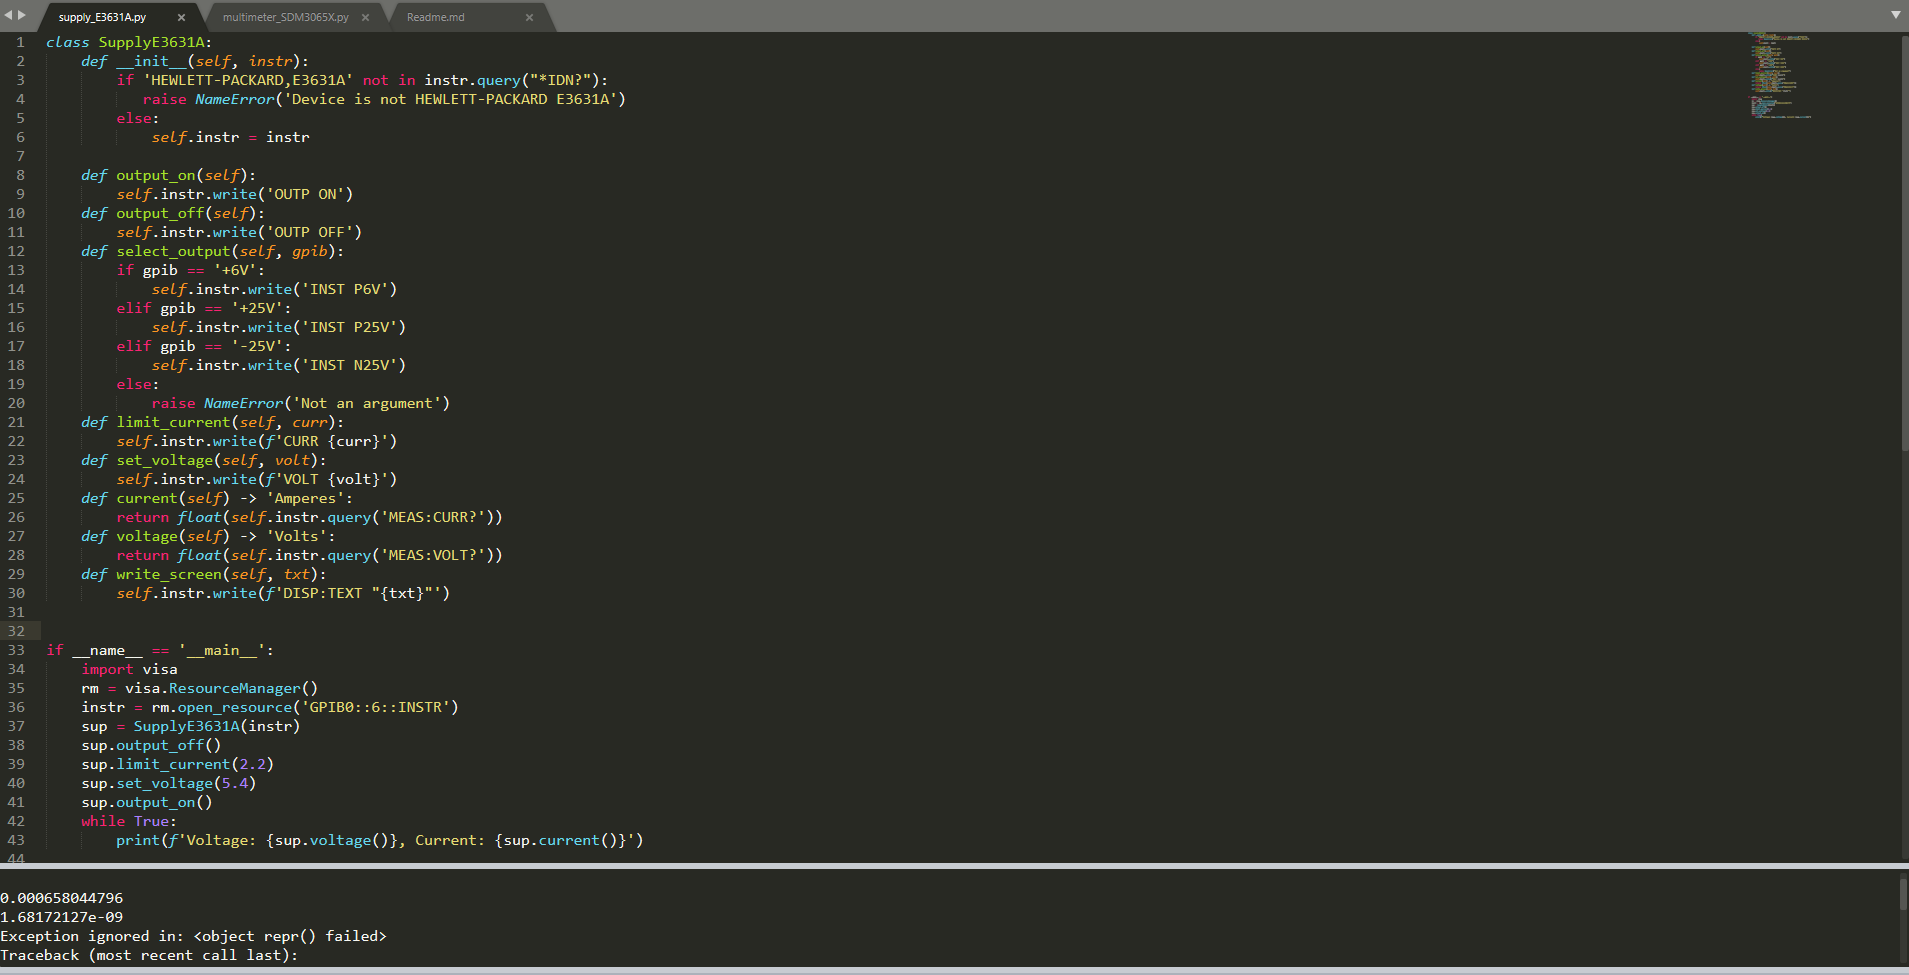 supply_E3631A.py × multimeter_SDM3065X.py × Readme.md ×
1 class SupplyE3631A:
2     def __init__(self, instr):
3         if 'HEWLETT-PACKARD,E3631A' not in instr.query("*IDN?"):
4            raise NameError('Device is not HEWLETT-PACKARD E3631A')
5         else:
6             self.instr = instr
7
8     def output_on(self):
9         self.instr.write('OUTP ON')
10     def output_off(self):
11         self.instr.write('OUTP OFF')
12     def select_output(self, gpib):
13         if gpib == '+6V':
14             self.instr.write('INST P6V')
15         elif gpib == '+25V':
16             self.instr.write('INST P25V')
17         elif gpib == '-25V':
18             self.instr.write('INST N25V')
19         else:
20             raise NameError('Not an argument')
21     def limit_current(self, curr):
22         self.instr.write(f'CURR {curr}')
23     def set_voltage(self, volt):
24         self.instr.write(f'VOLT {volt}')
25     def current(self) -> 'Amperes':
26         return float(self.instr.query('MEAS:CURR?'))
27     def voltage(self) -> 'Volts':
28         return float(self.instr.query('MEAS:VOLT?'))
29     def write_screen(self, txt):
30         self.instr.write(f'DISP:TEXT "{txt}"')
31
32
33 if __name__ == '__main__':
34     import visa
35     rm = visa.ResourceManager()
36     instr = rm.open_resource('GPIB0::6::INSTR')
37     sup = SupplyE3631A(instr)
38     sup.output_off()
39     sup.limit_current(2.2)
40     sup.set_voltage(5.4)
41     sup.output_on()
42     while True:
43         print(f'Voltage: {sup.voltage()}, Current: {sup.current()}')
44
0.000658044796
1.68172127e-09
Exception ignored in: <object repr() failed>
Traceback (most recent call last):